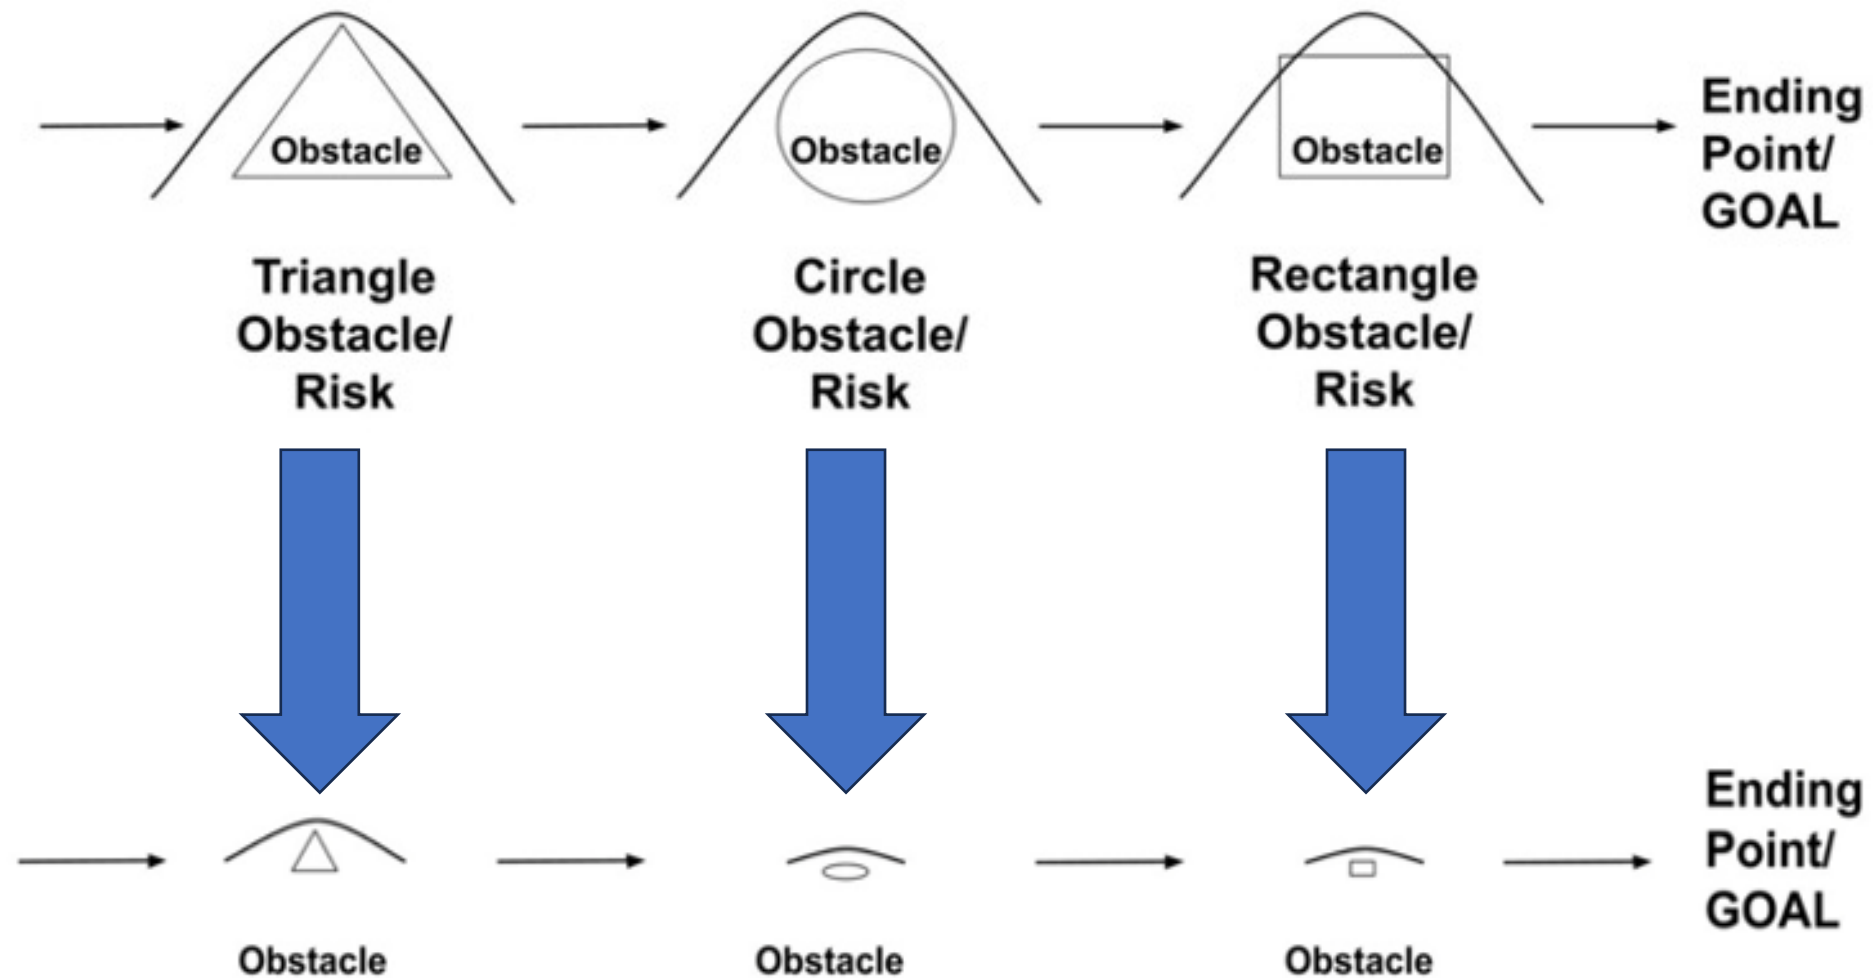 Obstacle
Obstacle
Obstacle
Ending
Point/
GOAL
Triangle
Obstacle/
Risk
Circle
Obstacle/
Risk
Rectangle
Obstacle/
Risk
Ending
Point/
GOAL
Obstacle
Obstacle
Obstacle